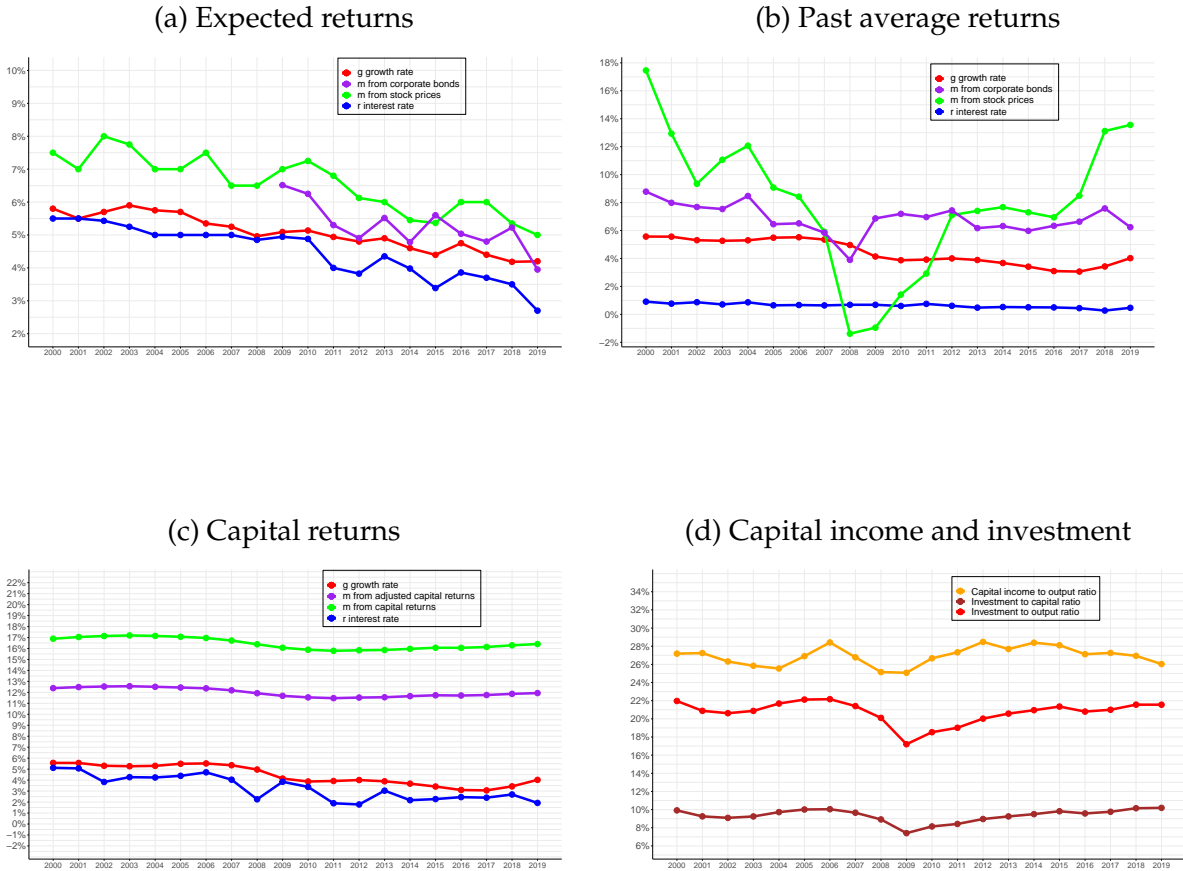 (a) Expected returns
10%
9%
8%
7%
6%
5%
4%
3%
2%
g growth rate
m from corporate bonds
m from stock prices
r interest rate
2000 2001 2002 2003 2004 2005 2006 2007 2008 2009 2010 2011 2012 2013 2014 2015 2016 2017 2018 2019
(b) Past average returns
18%
16%
14%
12%
10%
8%
6%
4%
2%
0%
−2%
g growth rate
m from corporate bonds
m from stock prices
r interest rate
2000 2001 2002 2003 2004 2005 2006 2007 2008 2009 2010 2011 2012 2013 2014 2015 2016 2017 2018 2019
(c) Capital returns
22%
21%
20%
19%
18%
17%
16%
15%
14%
13%
12%
11%
10%
9%
8%
7%
6%
5%
4%
3%
2%
1%
0%
−1%
−2%
g growth rate
m from adjusted capital returns
m from capital returns
r interest rate
2000 2001 2002 2003 2004 2005 2006 2007 2008 2009 2010 2011 2012 2013 2014 2015 2016 2017 2018 2019
(d) Capital income and investment
34%
32%
30%
28%
26%
24%
22%
20%
18%
16%
14%
12%
10%
8%
6%
Capital income to output ratio
Investment to capital ratio
Investment to output ratio
2000 2001 2002 2003 2004 2005 2006 2007 2008 2009 2010 2011 2012 2013 2014 2015 2016 2017 2018 2019